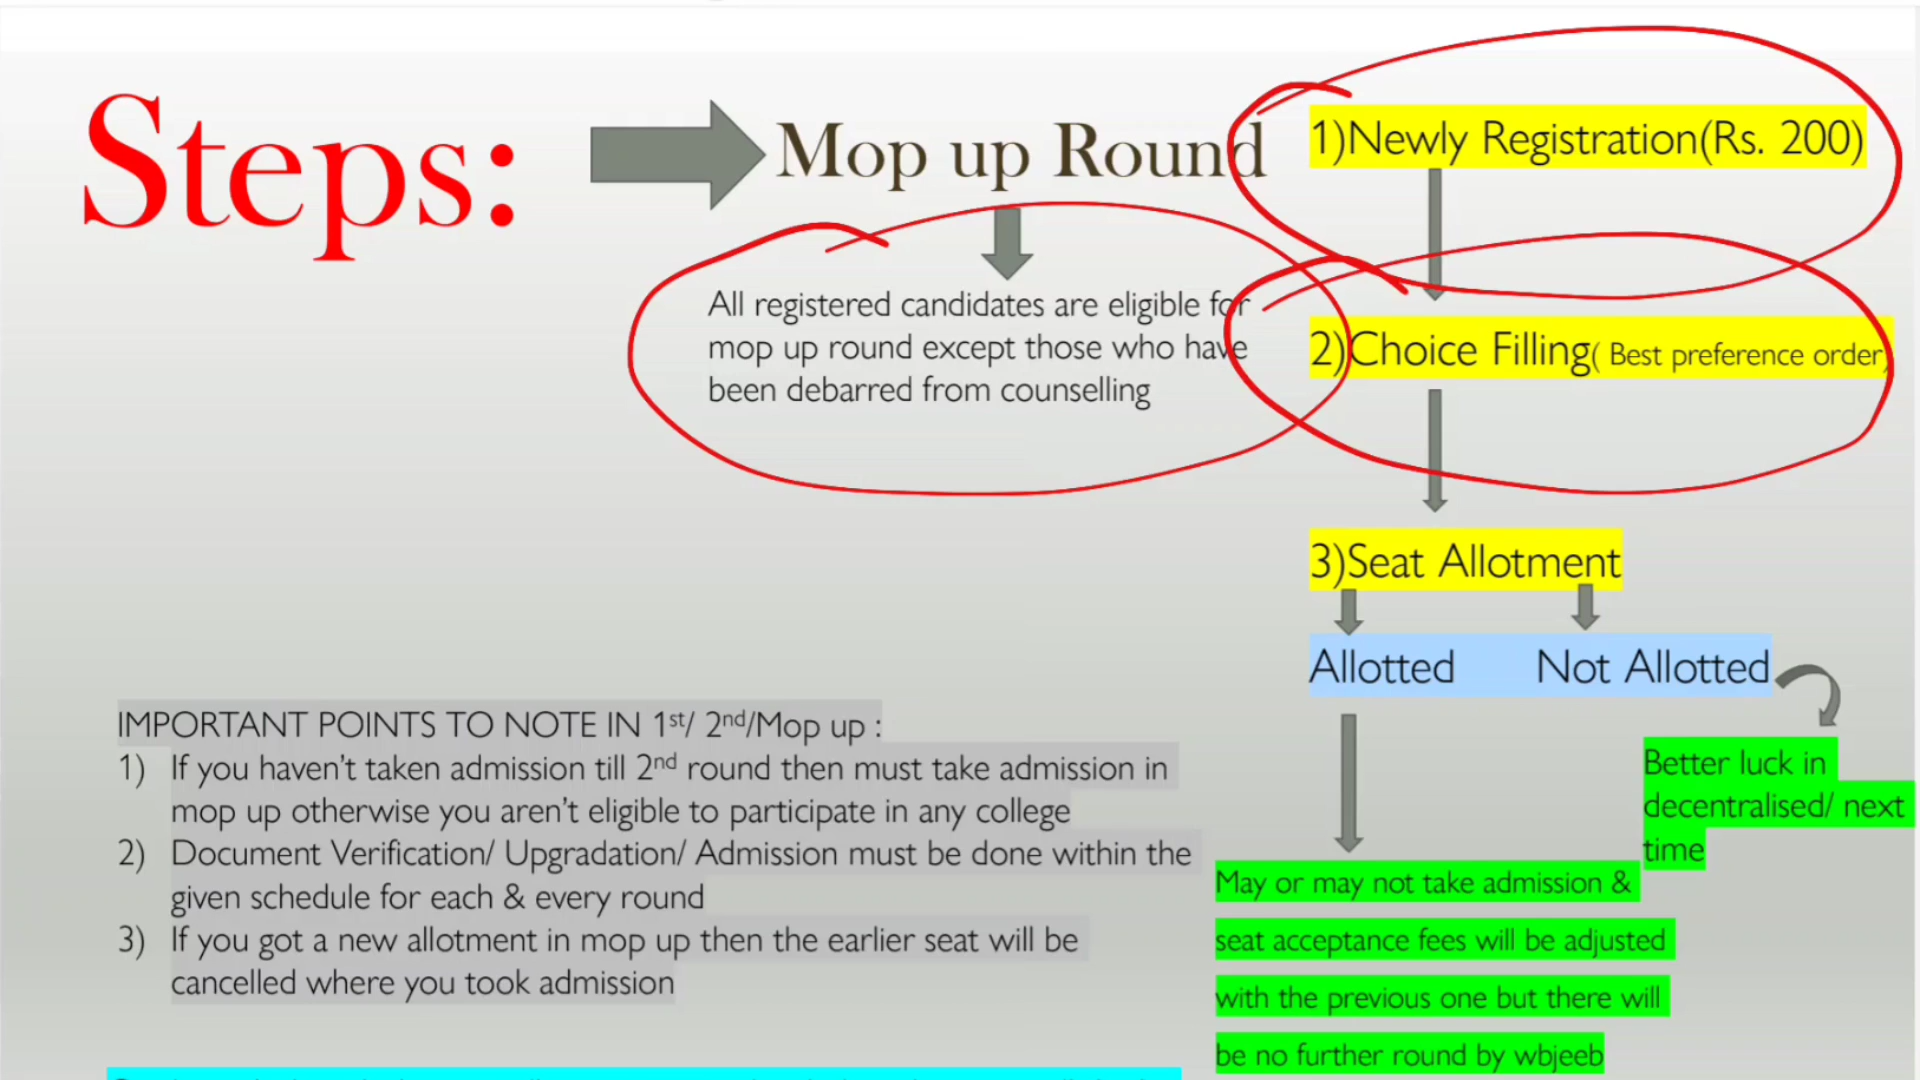 Steps:
Mop up Round
All registered candidates are eligible for
mop up round except those who have
been debarred from counselling
1)Newly Registration(Rs. 200)
2)Choice Filling( Best preference order)
3)Seat Allotment
Allotted Not Allotted
Better luck in
decentralised/ next
time
May or may not take admission &
seat acceptance fees will be adjusted
with the previous one but there will
be no further round by wbjeeb
IMPORTANT POINTS TO NOTE IN 1st/ 2nd/Mop up :
1) If you haven't taken admission till 2nd round then must take admission in
mop up otherwise you aren't eligible to participate in any college
2) Document Verification/ Upgradation/ Admission must be done within the
given schedule for each & every round
3) If you got a new allotment in mop up then the earlier seat will be
cancelled where you took admission